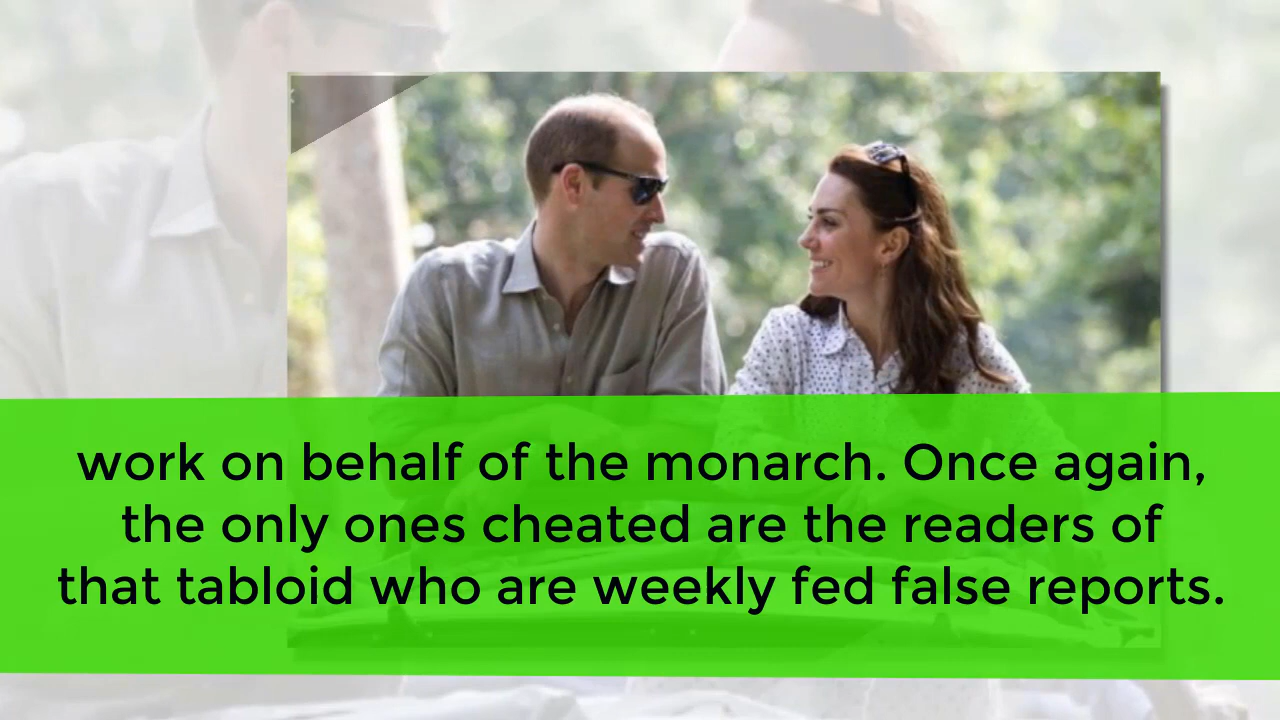 work on behalf of the monarch. Once again,
the only ones cheated are the readers of
that tabloid who are weekly fed false reports.